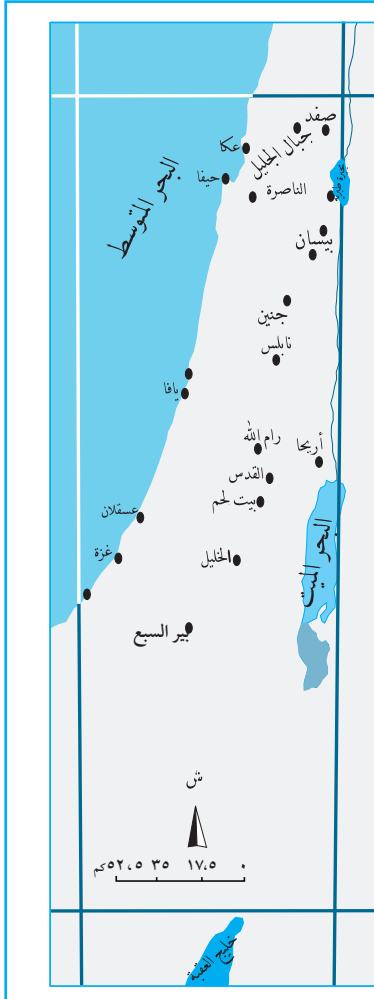 صفد
جبال الجليل
عكا
حيفا
بحيرة طبريا
الناصرة
البحر المتوسط
بيسان
جنين
نابلس
يافا
رام الله
أريحا
القدس
بيت لحم
عسقلان
البحر الميت
غزة
الخليل
بير السبع
ش
٥٢،٥ كم ٣٥ ١٧،٥ ٠
خليج العقبة